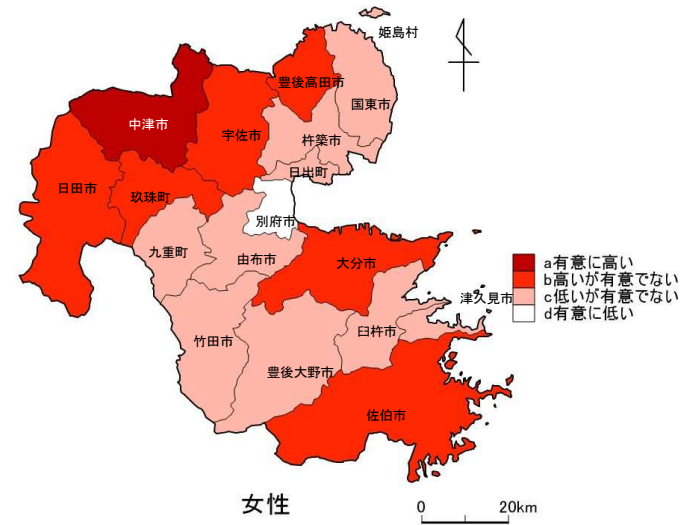 姫島村
豊後高田市
国東市
中津市
宇佐市
杵築市
日出町
日田市
玖珠町
別府市
九重町
由布市
大分市
a有意に高い
b高いが有意でない
c低いが有意でない
d有意に低い
津久見市
臼杵市
竹田市
豊後大野市
佐伯市
女性
0 20km